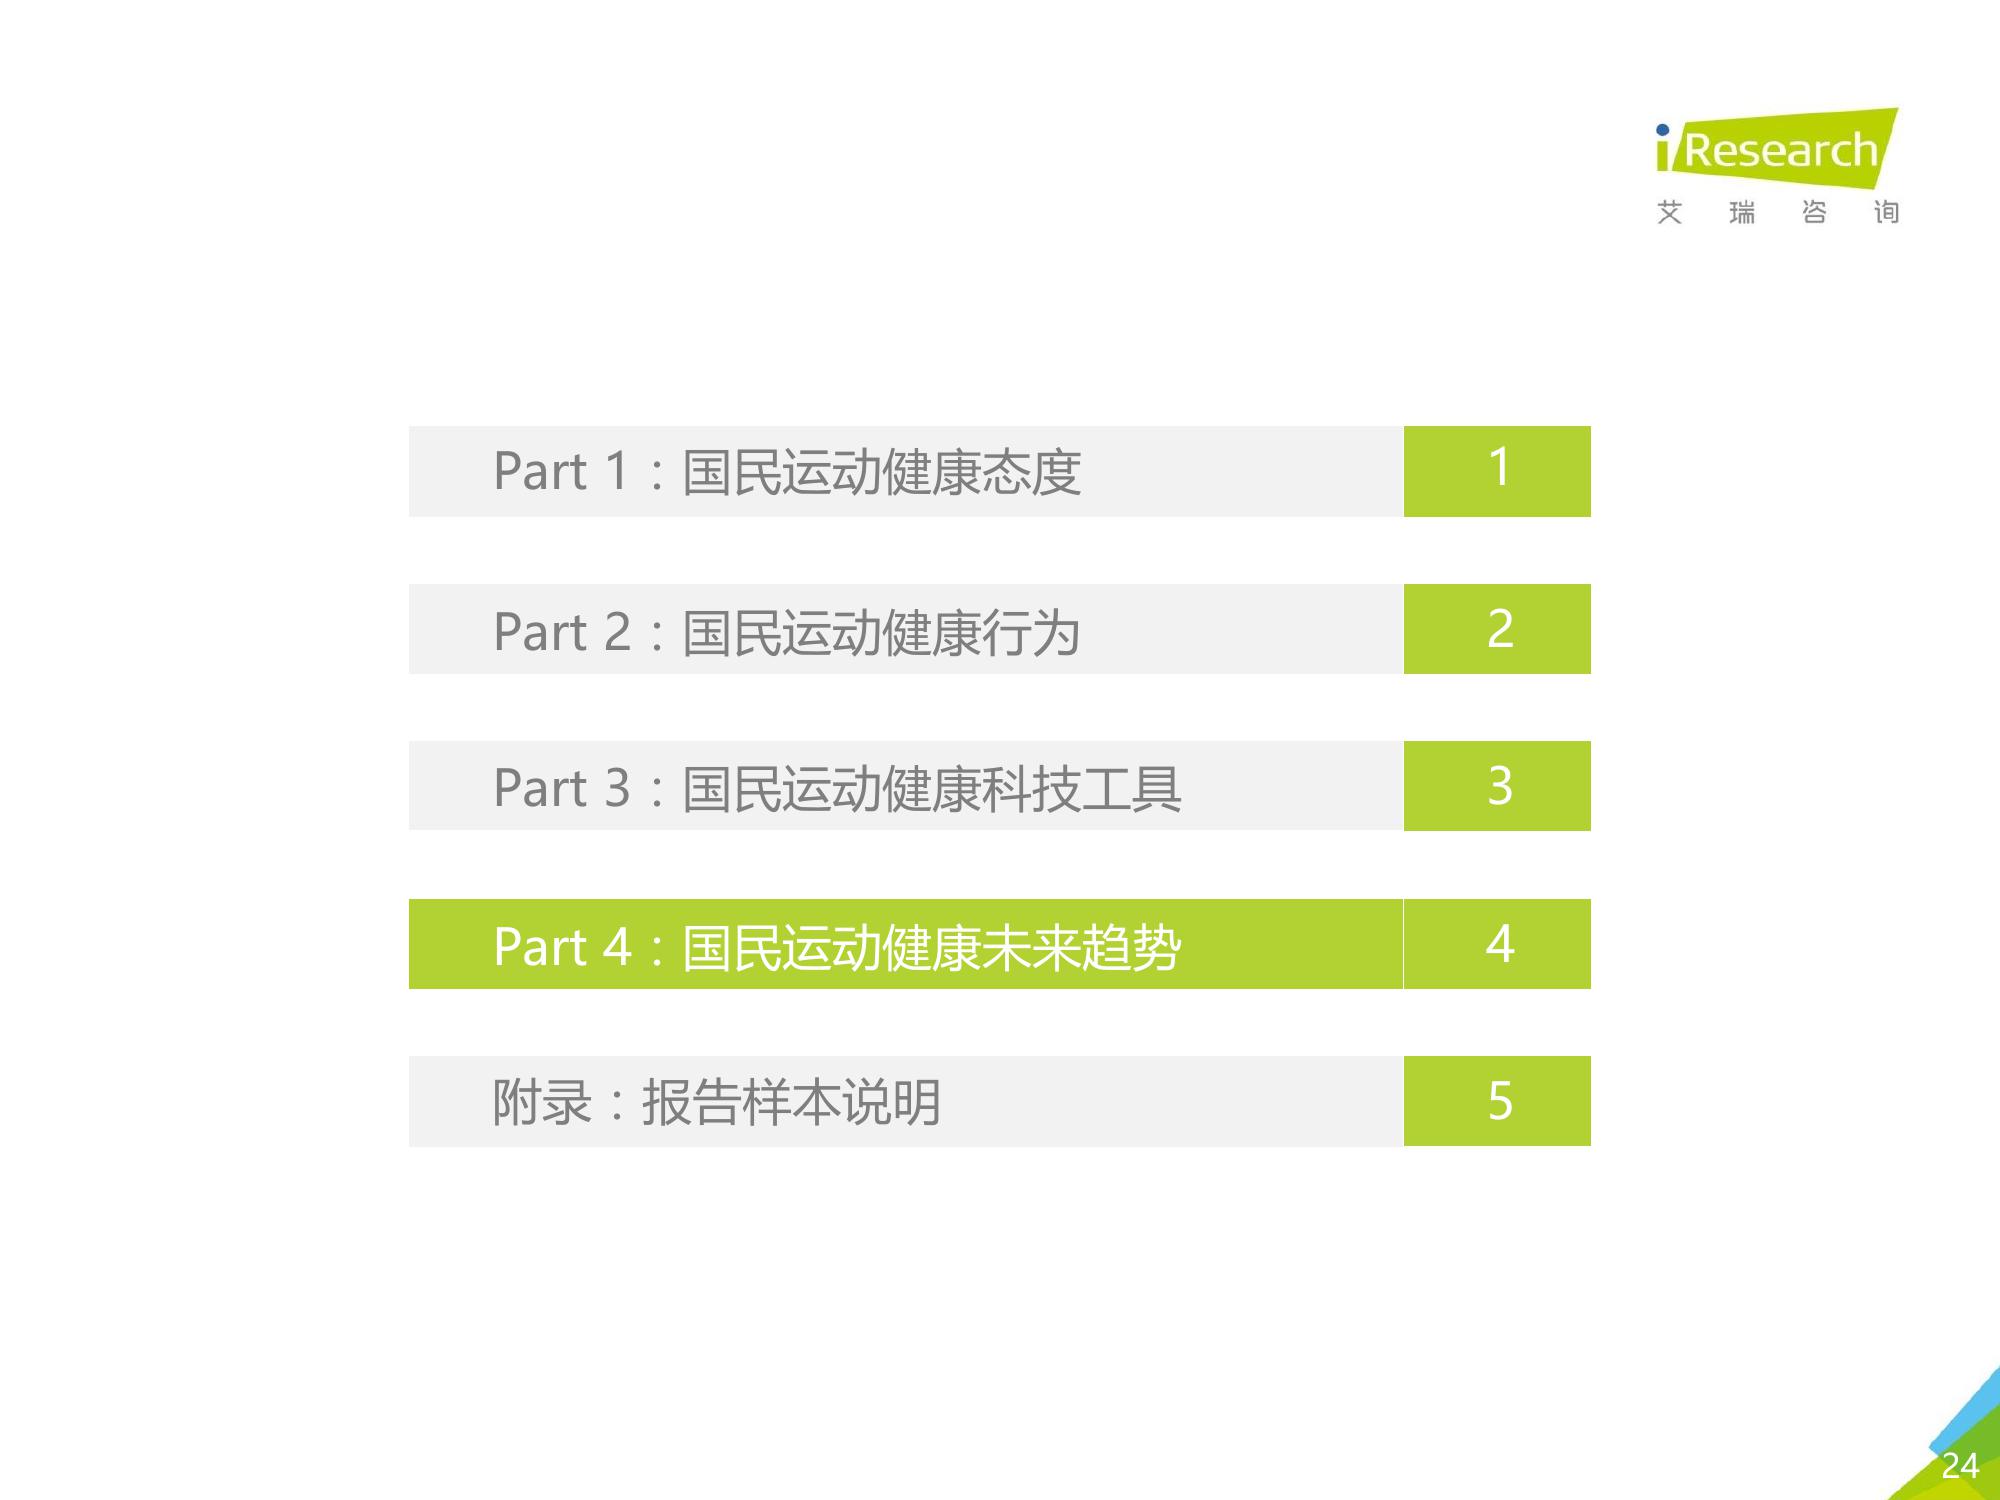 iResearch
艾瑞咨询
Part 1：国民运动健康态度 1
Part 2：国民运动健康行为 2
Part 3：国民运动健康科技工具 3
Part 4：国民运动健康未来趋势 4
附录：报告样本说明 5
24